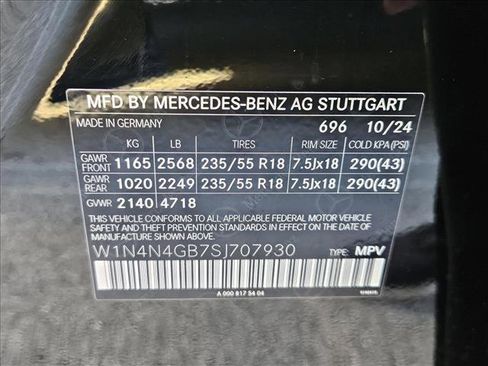 MFD BY MERCEDES-BENZ AG STUTTGART
MADE IN GERMANY 696 10/24
KG LB TIRES RIM SIZE COLD KPA (PSI)
GAWR FRONT 1165 2568 235/55 R18 7.5Jx18 290(43)
GAWR REAR 1020 2249 235/55 R18 7.5Jx18 290(43)
GVWR 2140 4718
THIS VEHICLE CONFORMS TO ALL APPLICABLE FEDERAL MOTOR VEHICLE
SAFETY AND THEFT PREVENTION STANDARDS IN EFFECT ON THE DATE
OF MANUFACTURE SHOWN ABOVE.
W1N4N4GB7SJ707930 TYPE: MPV
A 000 817 54 04